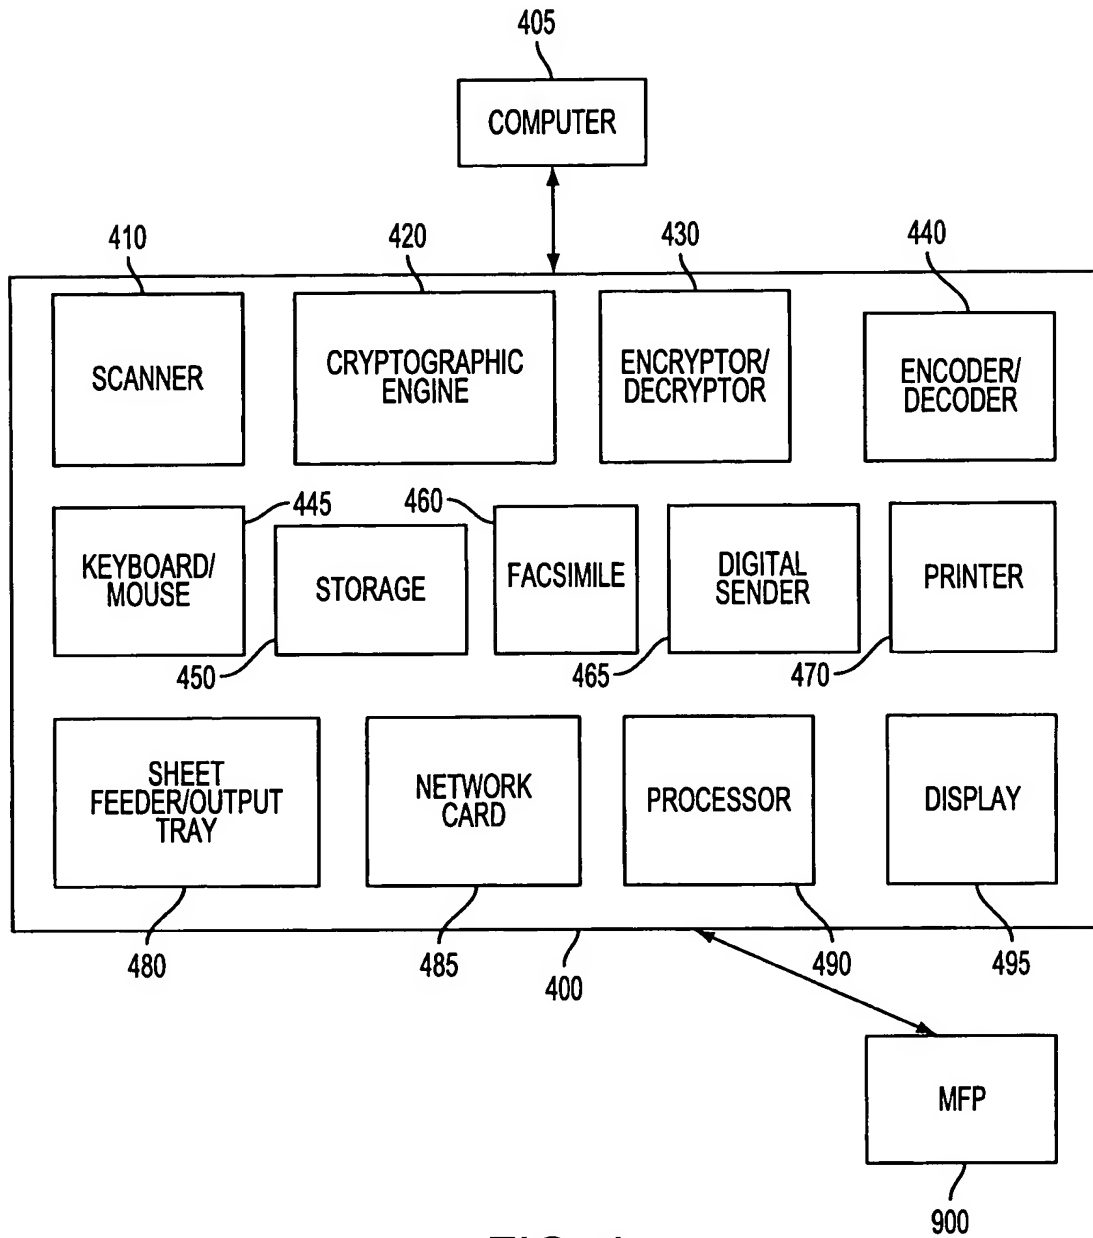 405
COMPUTER
410
420
430
440
SCANNER
CRYPTOGRAPHIC
ENGINE
ENCRYPTOR/
DECRYPTOR
ENCODER/
DECODER
445
460
KEYBOARD/
MOUSE
STORAGE
FACSIMILE
DIGITAL
SENDER
PRINTER
450
465
470
SHEET
FEEDER/OUTPUT
TRAY
NETWORK
CARD
PROCESSOR
DISPLAY
480
485
400
490
495
MFP
900